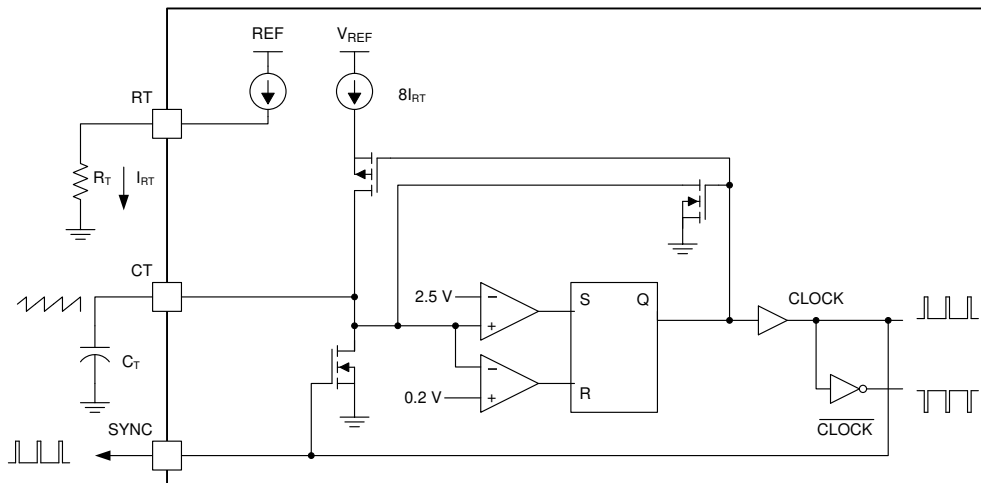 REF
VREF
RT
8IRT
RT
IRT
CT
2.5 V
−
+
S
Q
CLOCK
CT
−
+
0.2 V
R
CLOCK
SYNC